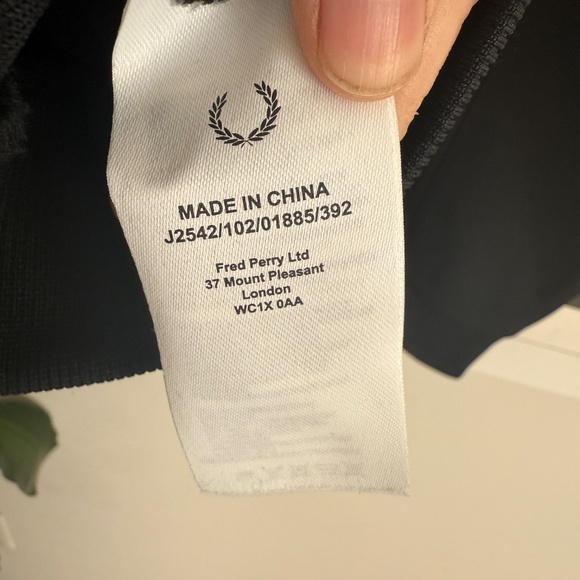 MADE IN CHINA
J2542/102/01885/392
Fred Perry Ltd
37 Mount Pleasant
London
WC1X 0AA